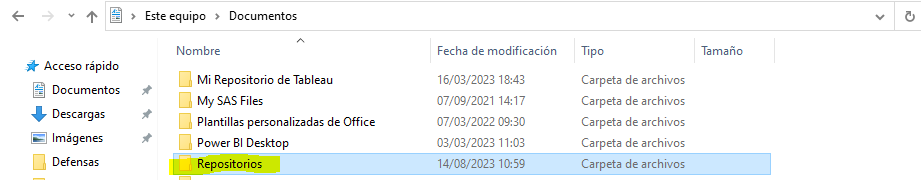 Este equipo > Documentos >
Nombre Fecha de modificación Tipo Tamaño
Acceso rápido
Documentos
Descargas
Imágenes
Defensas
Mi Repositorio de Tableau 16/03/2023 18:43 Carpeta de archivos
My SAS Files 07/09/2021 14:17 Carpeta de archivos
Plantillas personalizadas de Office 07/03/2022 09:30 Carpeta de archivos
Power BI Desktop 03/03/2023 11:03 Carpeta de archivos
Repositorios 14/08/2023 10:59 Carpeta de archivos